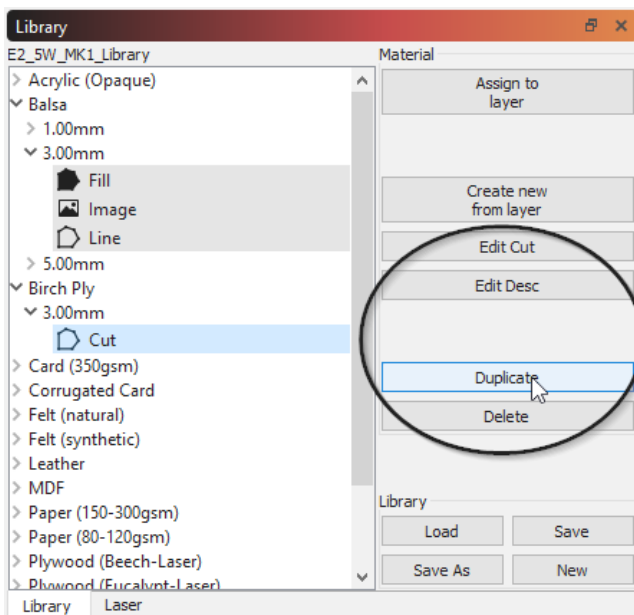 Library
E2_5W_MK1_Library
Acrylic (Opaque)
Balsa
1.00mm
3.00mm
Fill
Image
Line
5.00mm
Birch Ply
3.00mm
Cut
Card (350gsm)
Corrugated Card
Felt (natural)
Felt (synthetic)
Leather
MDF
Paper (150-300gsm)
Paper (80-120gsm)
Plywood (Beech-Laser)
Plywood (Eucalypt-Laser)
Material
Assign to
layer
Create new
from layer
Edit Cut
Edit Desc
Duplicate
Delete
Library
Load
Save
Save As
New
Library
Laser